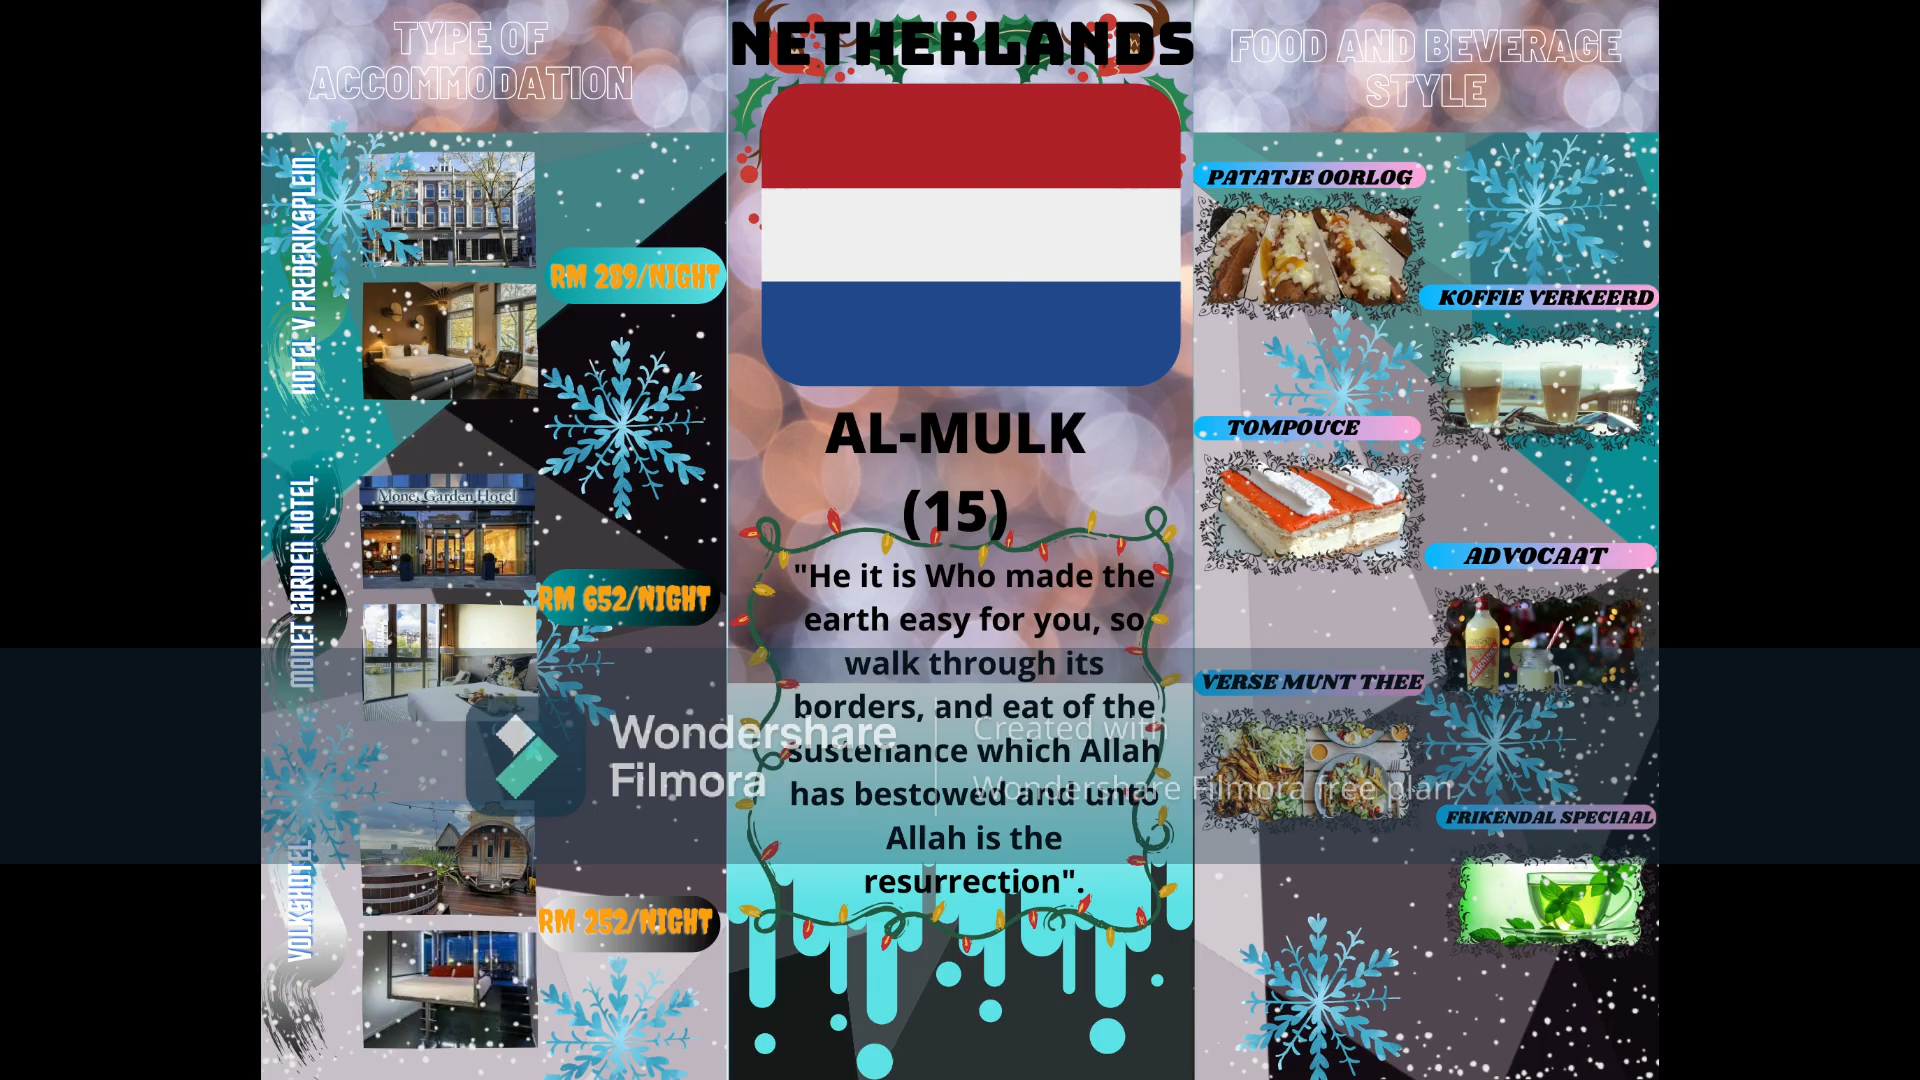 TYPE OF
ACCOMMODATION
HOTEL V. FREDERIKSPLEIN
RM 289/NIGHT
Monet Garden Hotel
MONET GARDEN HOTEL
RM 652/NIGHT
VOLKSHOTEL
RM 252/NIGHT
NETHERLANDS
AL-MULK
(15)
"He it is Who made the
earth easy for you, so
walk through its
borders, and eat of the
sustenance which Allah
has bestowed and unto
Allah is the
resurrection".
FOOD AND BEVERAGE
STYLE
PATATJE OORLOG
KOFFIE VERKEERD
TOMPOUCE
ADVOCAAT
VERSE MUNT THEE
FRIKENDAL SPECIAAL
Wondershare
Filmora
Created with
Wondershare Filmora free plan